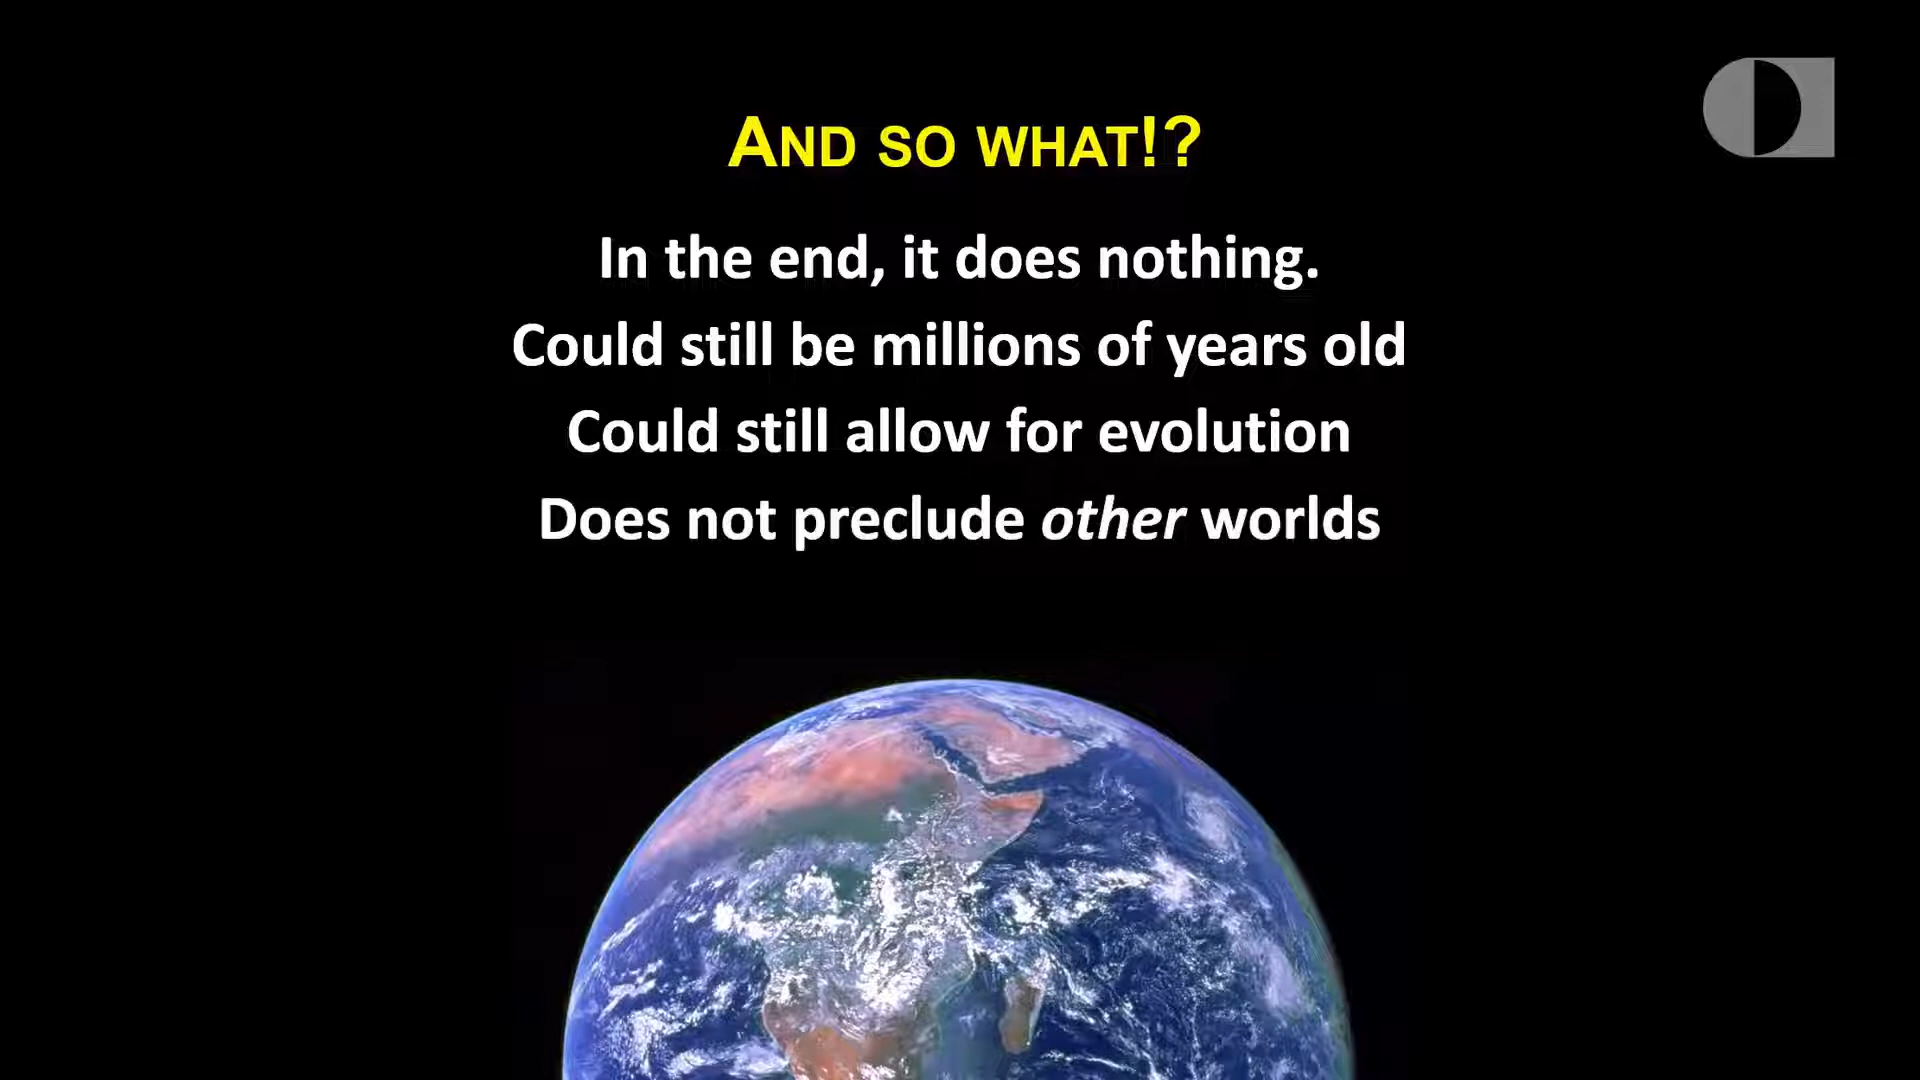 AND SO WHAT!?
In the end, it does nothing.
Could still be millions of years old
Could still allow for evolution
Does not preclude other worlds